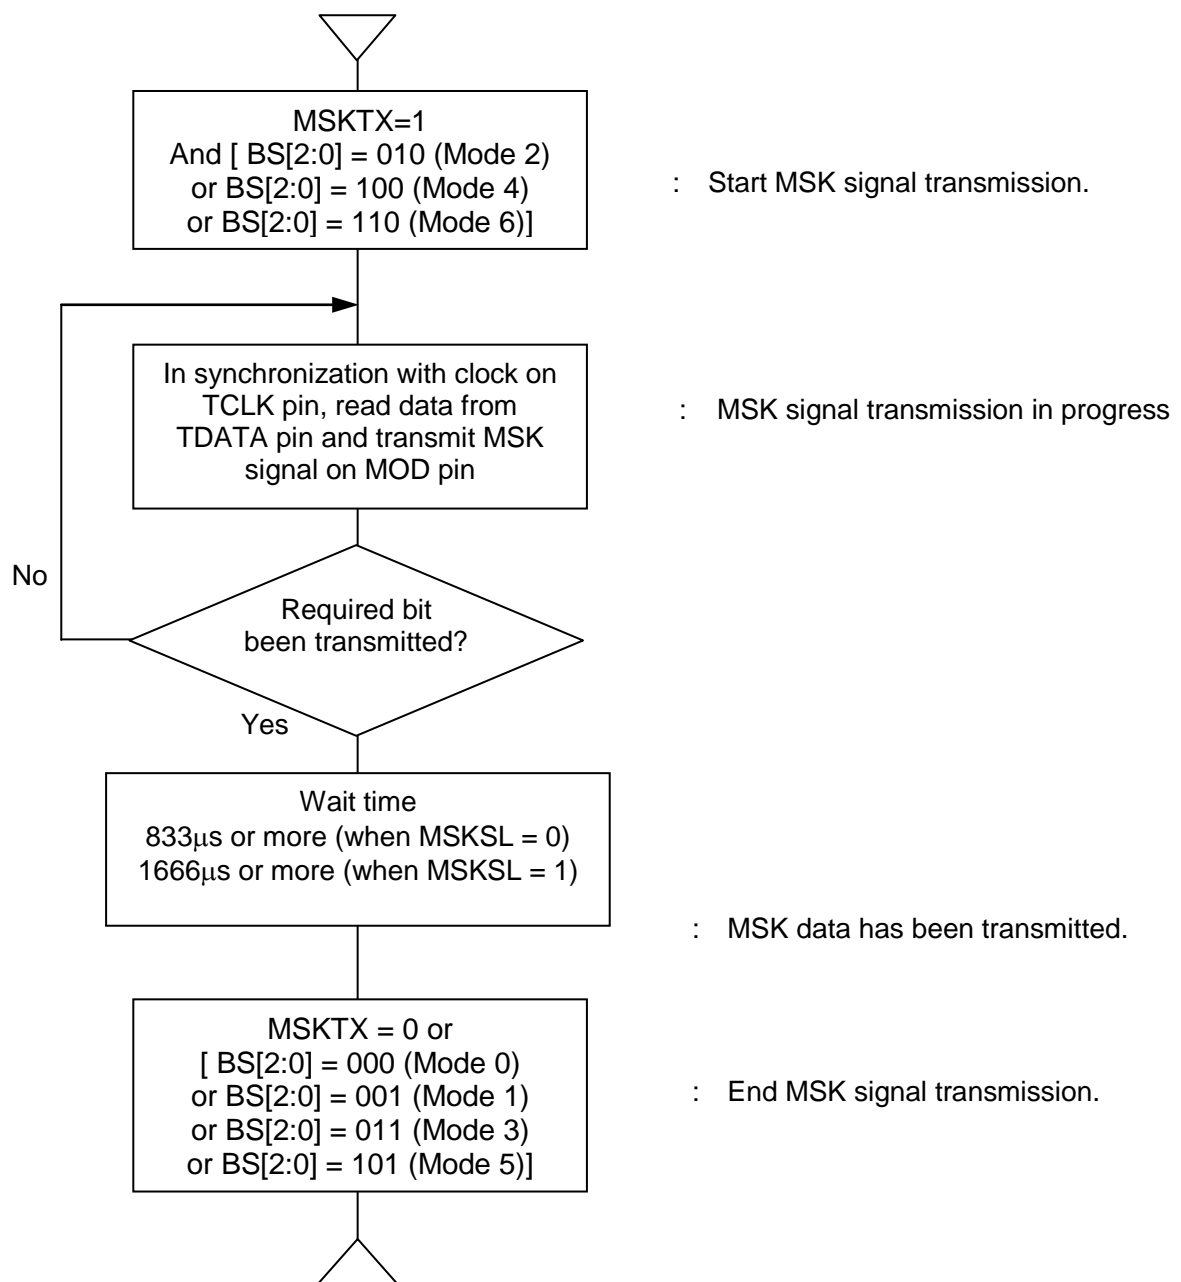 MSKTX=1
And [ BS[2:0] = 010 (Mode 2)
or BS[2:0] = 100 (Mode 4)
or BS[2:0] = 110 (Mode 6)]
: Start MSK signal transmission.
In synchronization with clock on
TCLK pin, read data from
TDATA pin and transmit MSK
signal on MOD pin
: MSK signal transmission in progress
No
Required bit
been transmitted?
Yes
Wait time
833μs or more (when MSKSL = 0)
1666μs or more (when MSKSL = 1)
: MSK data has been transmitted.
MSKTX = 0 or
[ BS[2:0] = 000 (Mode 0)
or BS[2:0] = 001 (Mode 1)
or BS[2:0] = 011 (Mode 3)
or BS[2:0] = 101 (Mode 5)]
: End MSK signal transmission.